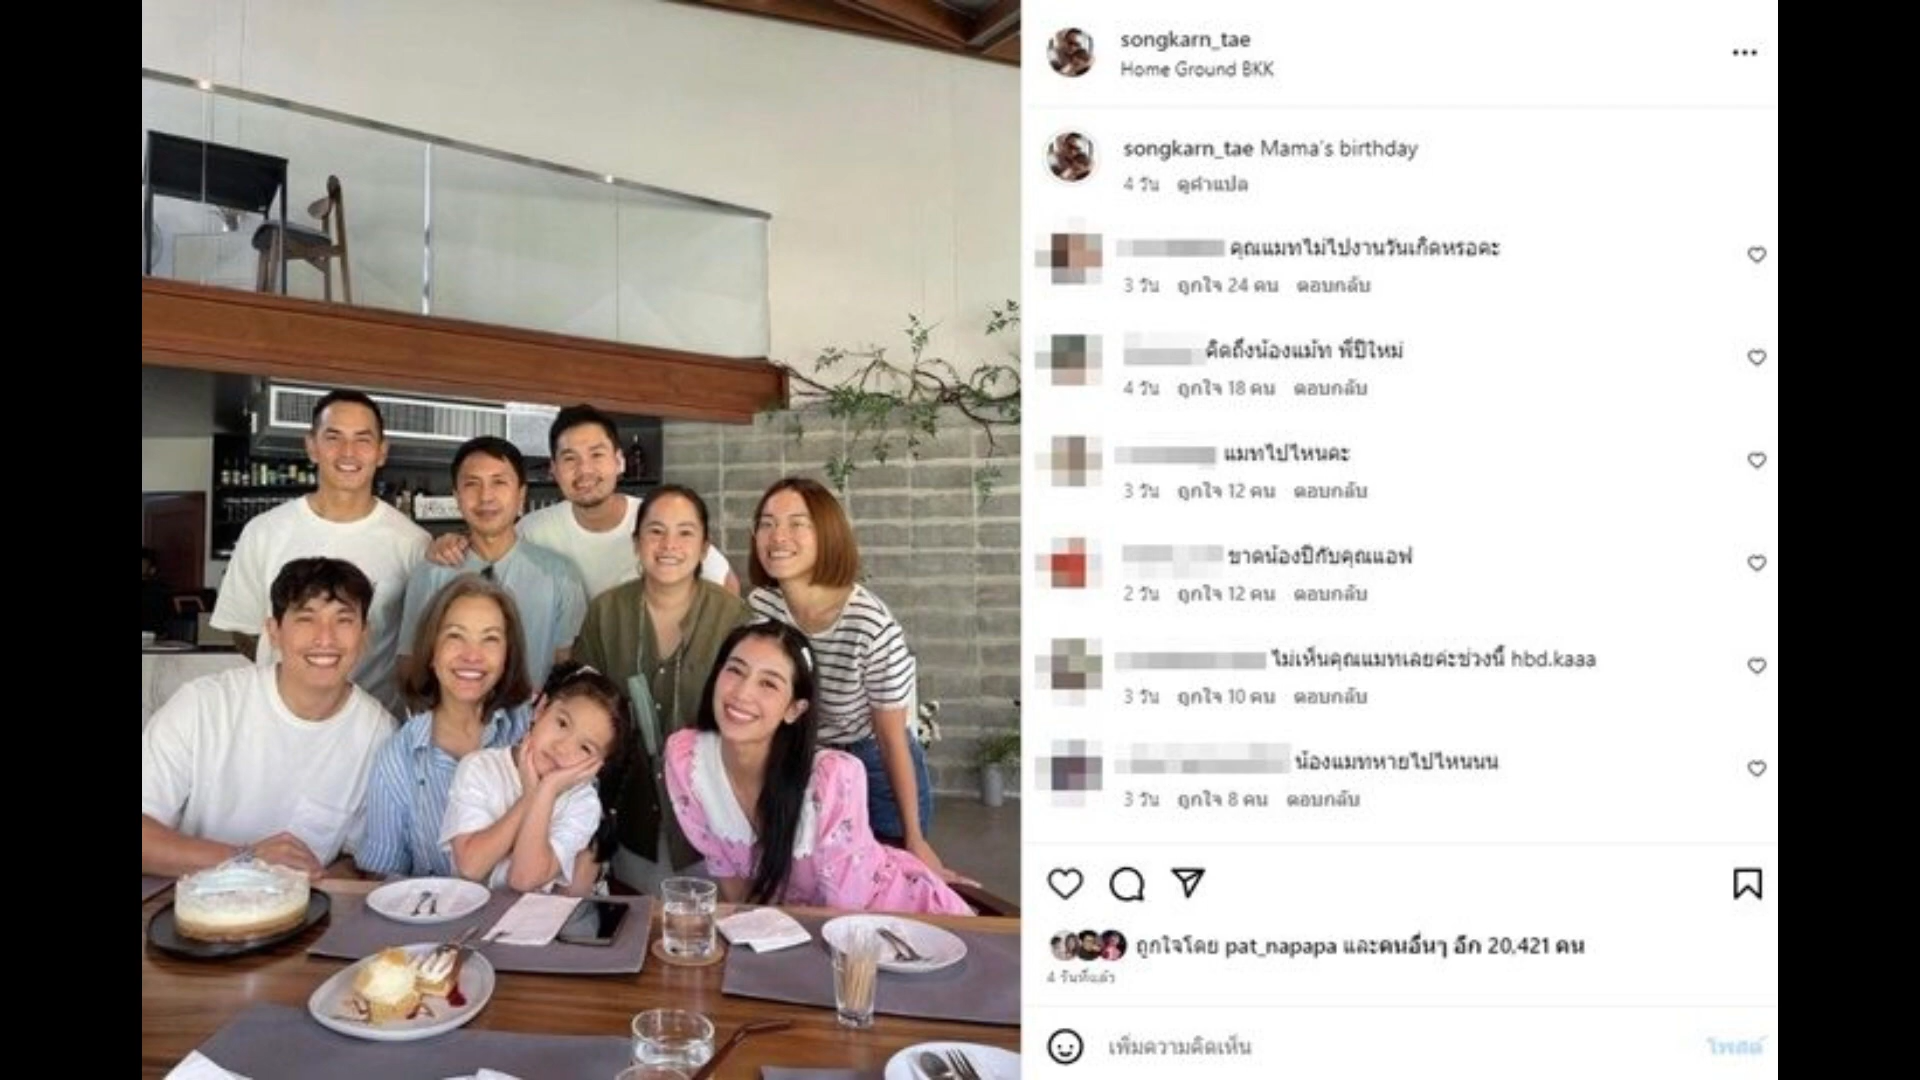 songkarn_tae
Home Ground BKK
songkarn_tae Mama's birthday
4 วัน ดูคำแปล
คุณแมทไม่ไปงานวันเกิดหรอคะ
3 วัน ถูกใจ 24 คน ตอบกลับ
คิดถึงน้องแม้ท พี่ปีใหม่
4 วัน ถูกใจ 18 คน ตอบกลับ
แมทไปไหนคะ
3 วัน ถูกใจ 12 คน ตอบกลับ
ขาดน้องปีกับคุณแอฟ
2 วัน ถูกใจ 12 คน ตอบกลับ
ไม่เห็นคุณแมทเลยค่ะช่วงนี้ hbd.kaaa
3 วัน ถูกใจ 10 คน ตอบกลับ
น้องแมทหายไปไหนนน
3 วัน ถูกใจ 8 คน ตอบกลับ
ถูกใจโดย pat_napapa และคนอื่นๆ อีก 20,421 คน
4 วันที่แล้ว
เพิ่มความคิดเห็น
โพสต์